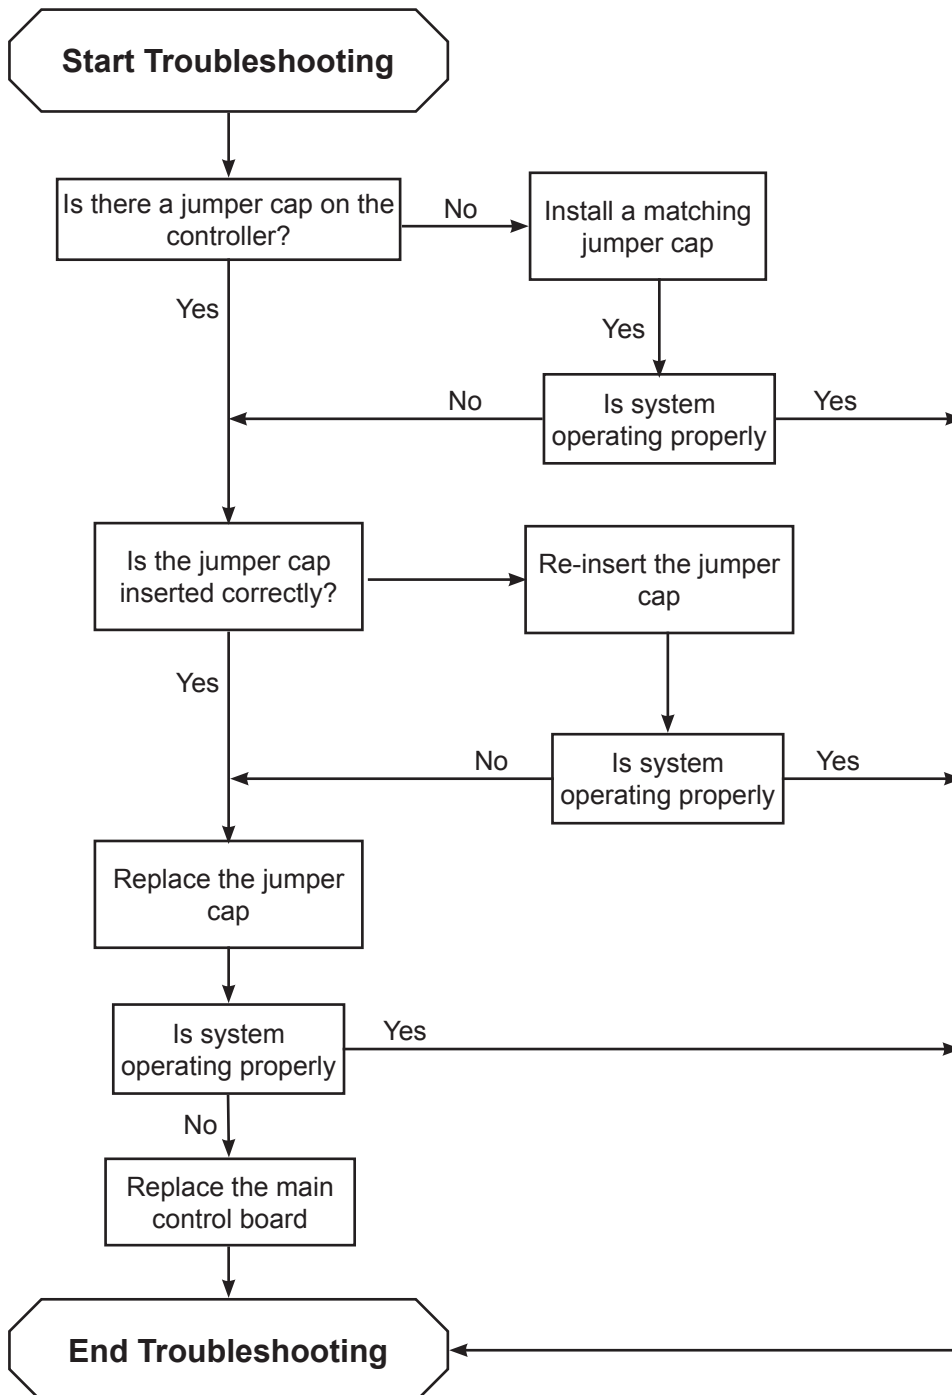 Start Troubleshooting
Is there a jumper cap on the
controller?
No
Install a matching
jumper cap
Yes
Yes
Is system
operating properly
No
Yes
Is the jumper cap
inserted correctly?
Re-insert the jumper
cap
Yes
Is system
operating properly
No
Yes
Replace the jumper
cap
Is system
operating properly
Yes
No
Replace the main
control board
End Troubleshooting